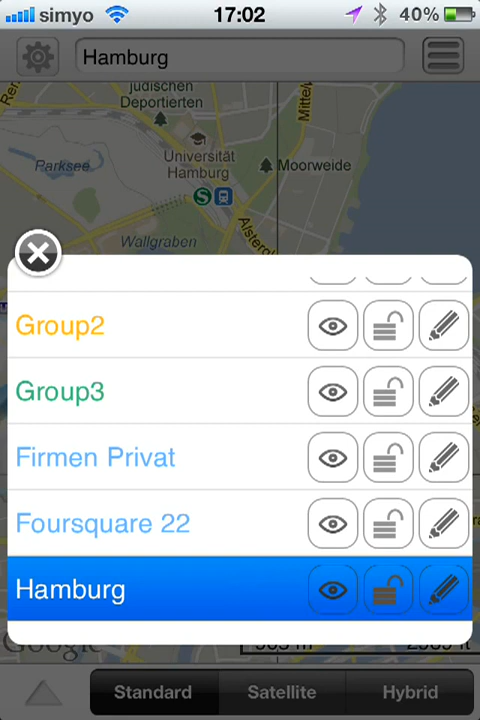 simyo 17:02 40%
Hamburg
jüdischen
Deportierten
Universität
Hamburg
Moorweide
Parksee
S
Wallgraben
Group2
Group3
Firmen Privat
Foursquare 22
Hamburg
Google
Standard Satellite Hybrid